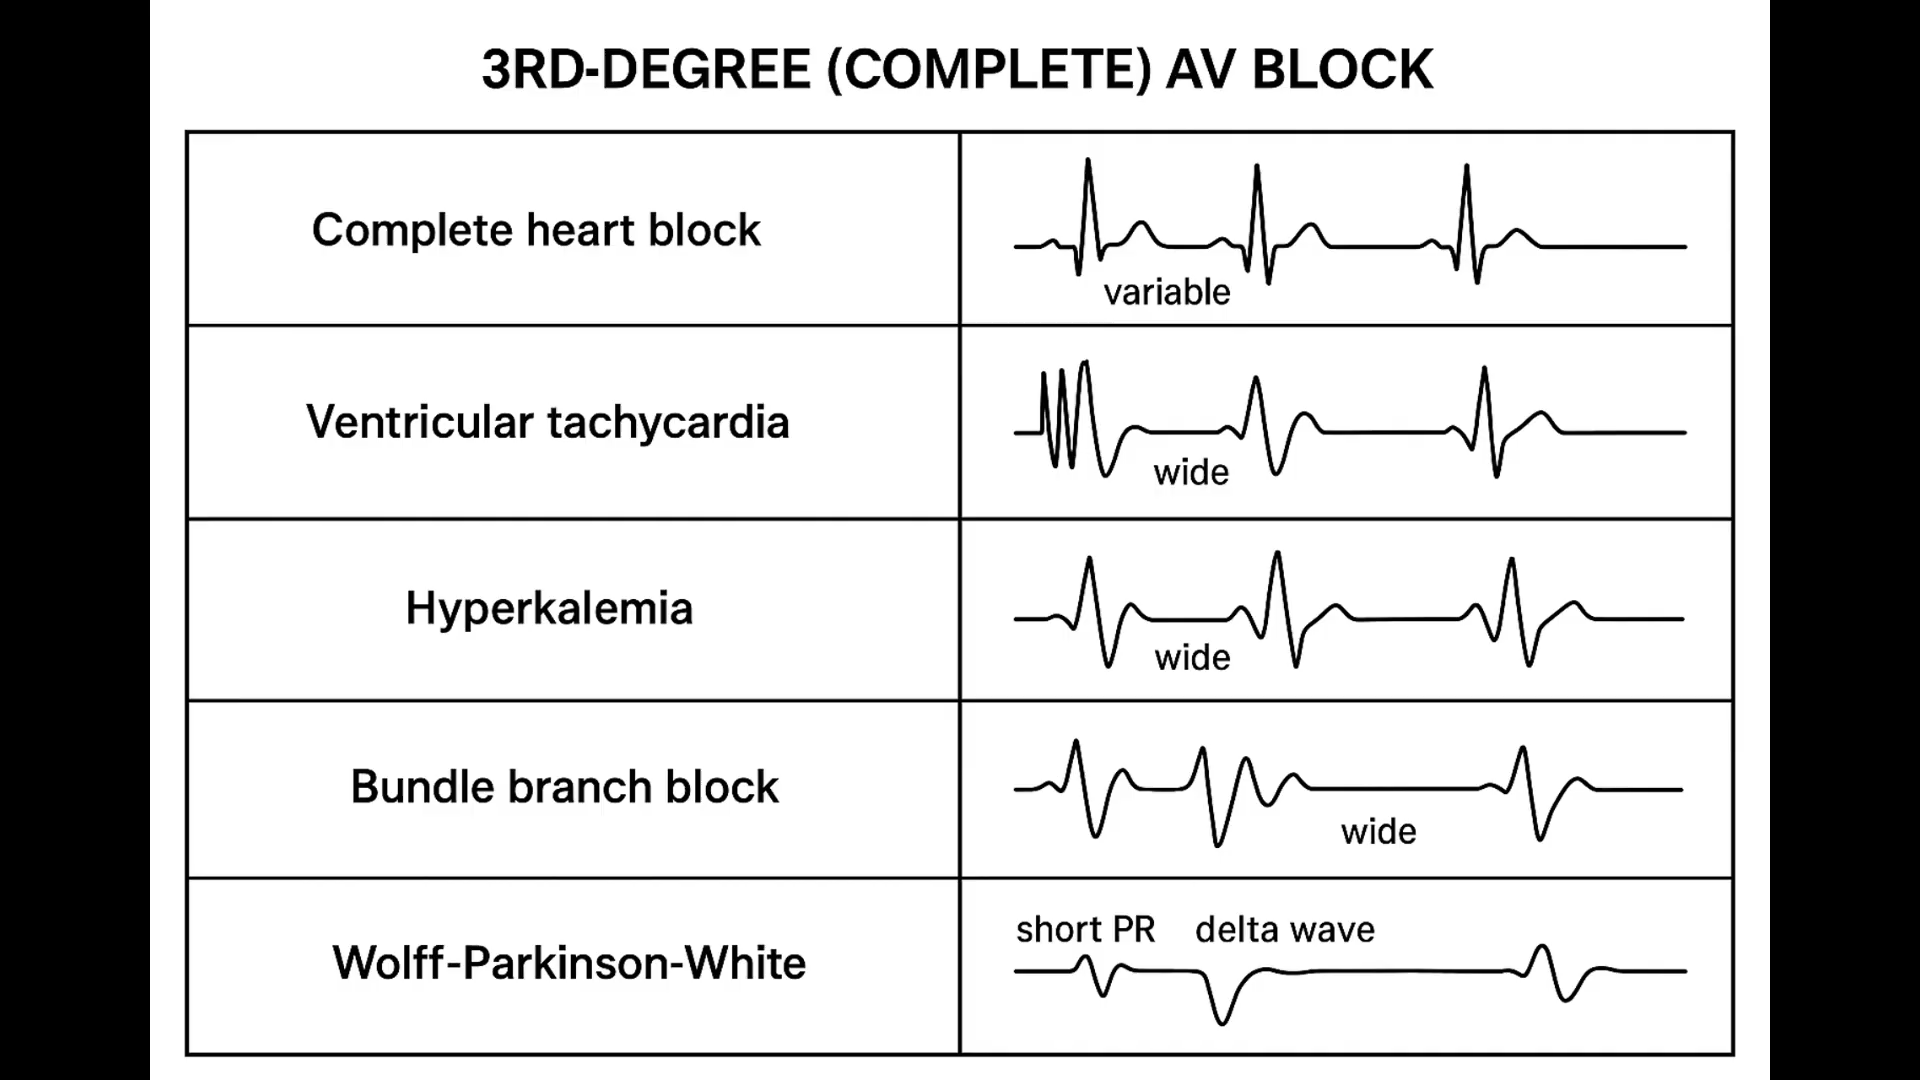 3RD-DEGREE (COMPLETE) AV BLOCK
Complete heart block
variable
Ventricular tachycardia
wide
Hyperkalemia
wide
Bundle branch block
wide
Wolff-Parkinson-White
short PR delta wave